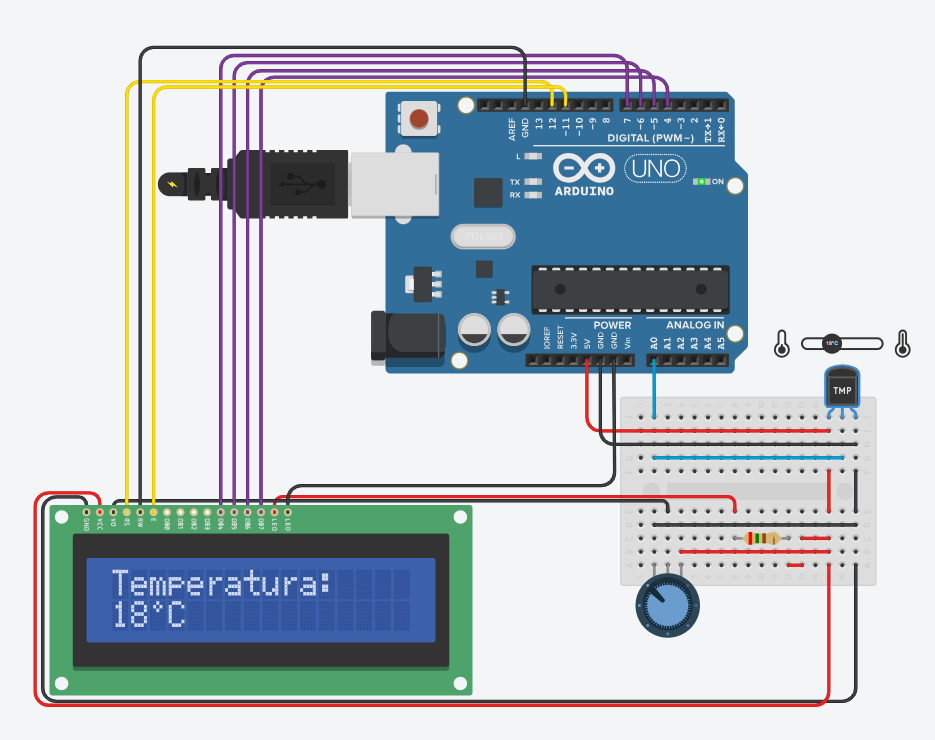 AREF
GND
13
12
~11
~10
~9
8
7
~6
~5
4
~3
2
TX→1
RX←0
DIGITAL (PWM~)
L
TX
RX
ARDUINO
UNO
ON
POWER
ANALOG IN
IOREF
RESET
3.3V
5V
GND
GND
Vin
A0
A1
A2
A3
A4
A5
18°C
TMP
GND
VCC
V0
RS
RW
E
DB0
DB1
DB2
DB3
DB4
DB5
DB6
DB7
LED
LED
Temperatura:
18°C